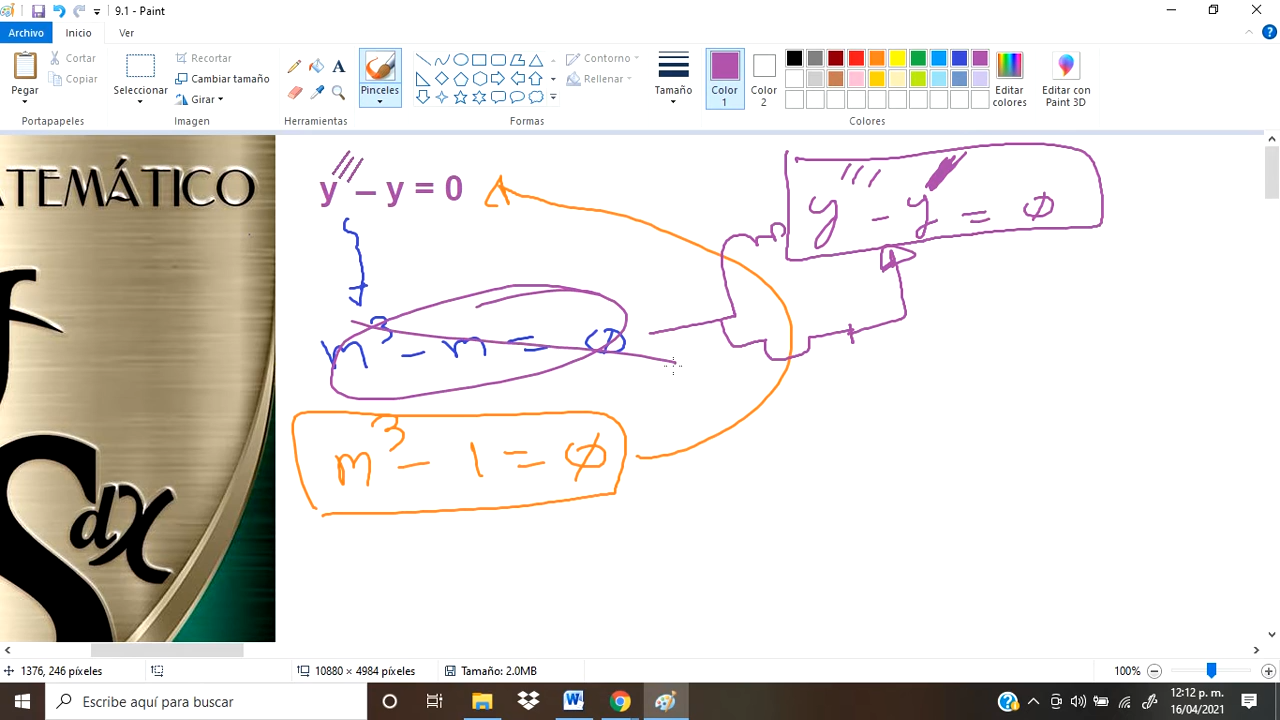 9.1 - Paint
Archivo Inicio Ver
Pegar
Cortar
Copiar
Portapapeles
Seleccionar
Recortar
Cambiar tamaño
Girar
Imagen
A
Herramientas
Pinceles
Contorno
Rellenar
Formas
Tamaño
Color 1
Color 2
Editar colores
Editar con Paint 3D
Colores
TEMÁTICO
dx
y''' – y = 0
y''' - y' = 0
m³ - m = 0
m³ - 1 = 0
1376, 246 píxeles
10880 × 4984 píxeles
Tamaño: 2.0MB
100%
Escribe aquí para buscar
12:12 p. m.
16/04/2021